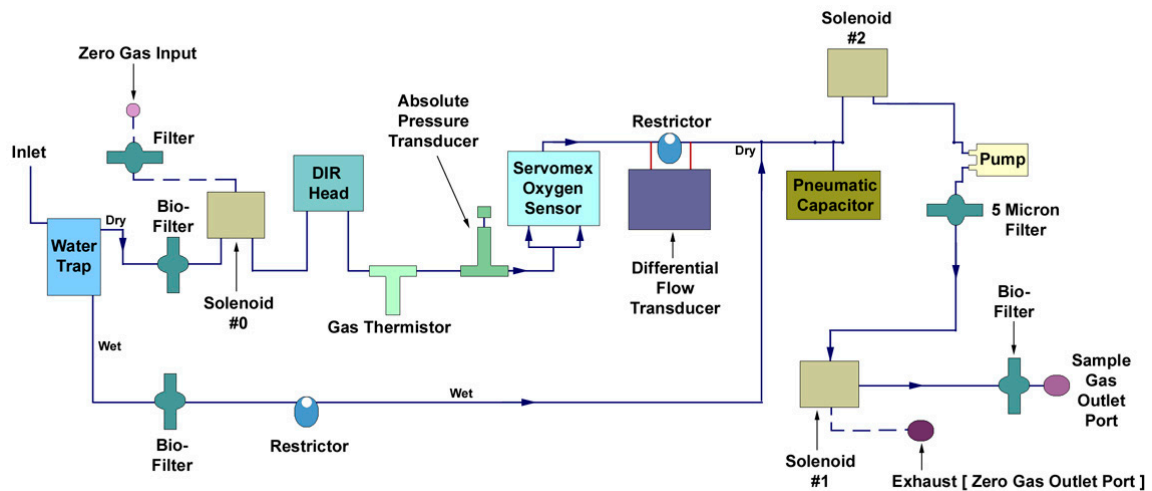 Solenoid
#2
Zero Gas Input
Absolute
Pressure
Transducer
Restrictor
Filter
Inlet
Dry
Servomex
Oxygen
Sensor
Pump
DIR
Head
Pneumatic
Capacitor
Bio-
Filter
Dry
5 Micron
Filter
Water
Trap
Differential
Flow
Transducer
Solenoid
#0
Gas Thermistor
Bio-
Filter
Wet
Sample
Gas
Outlet
Port
Wet
Bio-
Filter
Restrictor
Solenoid
#1
Exhaust [ Zero Gas Outlet Port ]